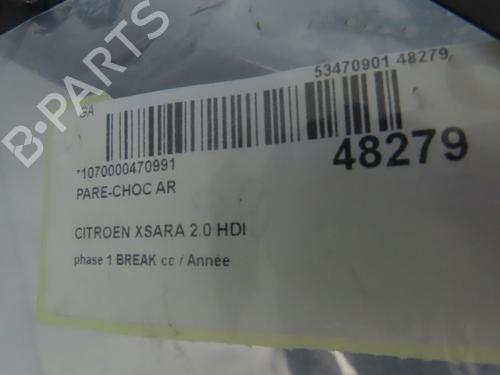 B-PARTS
GA
53470901 48279
*1070000470991
48279
PARE-CHOC AR
CITROEN XSARA 2.0 HDI
phase 1 BREAK cc / Année